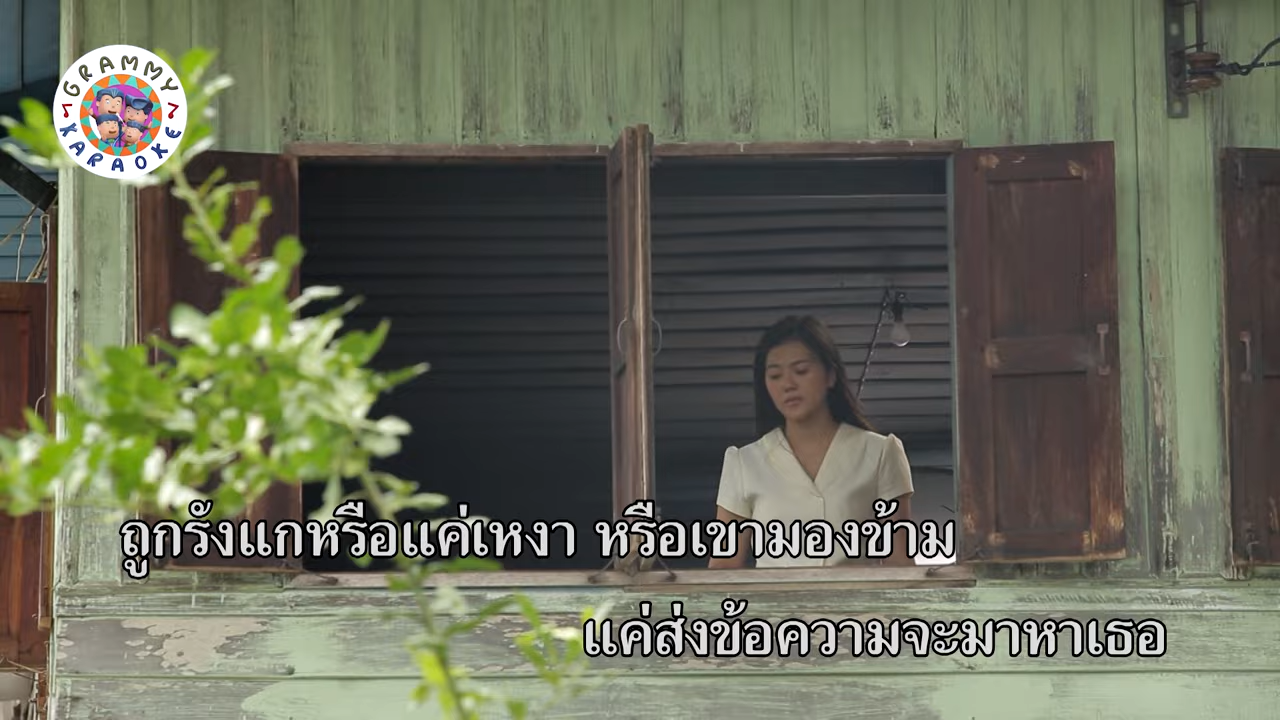 GRAMMY
KARAOKE
ถูกรังแกหรือแค่เหงา หรือเขามองข้าม
แค่ส่งข้อความจะมาหาเธอ